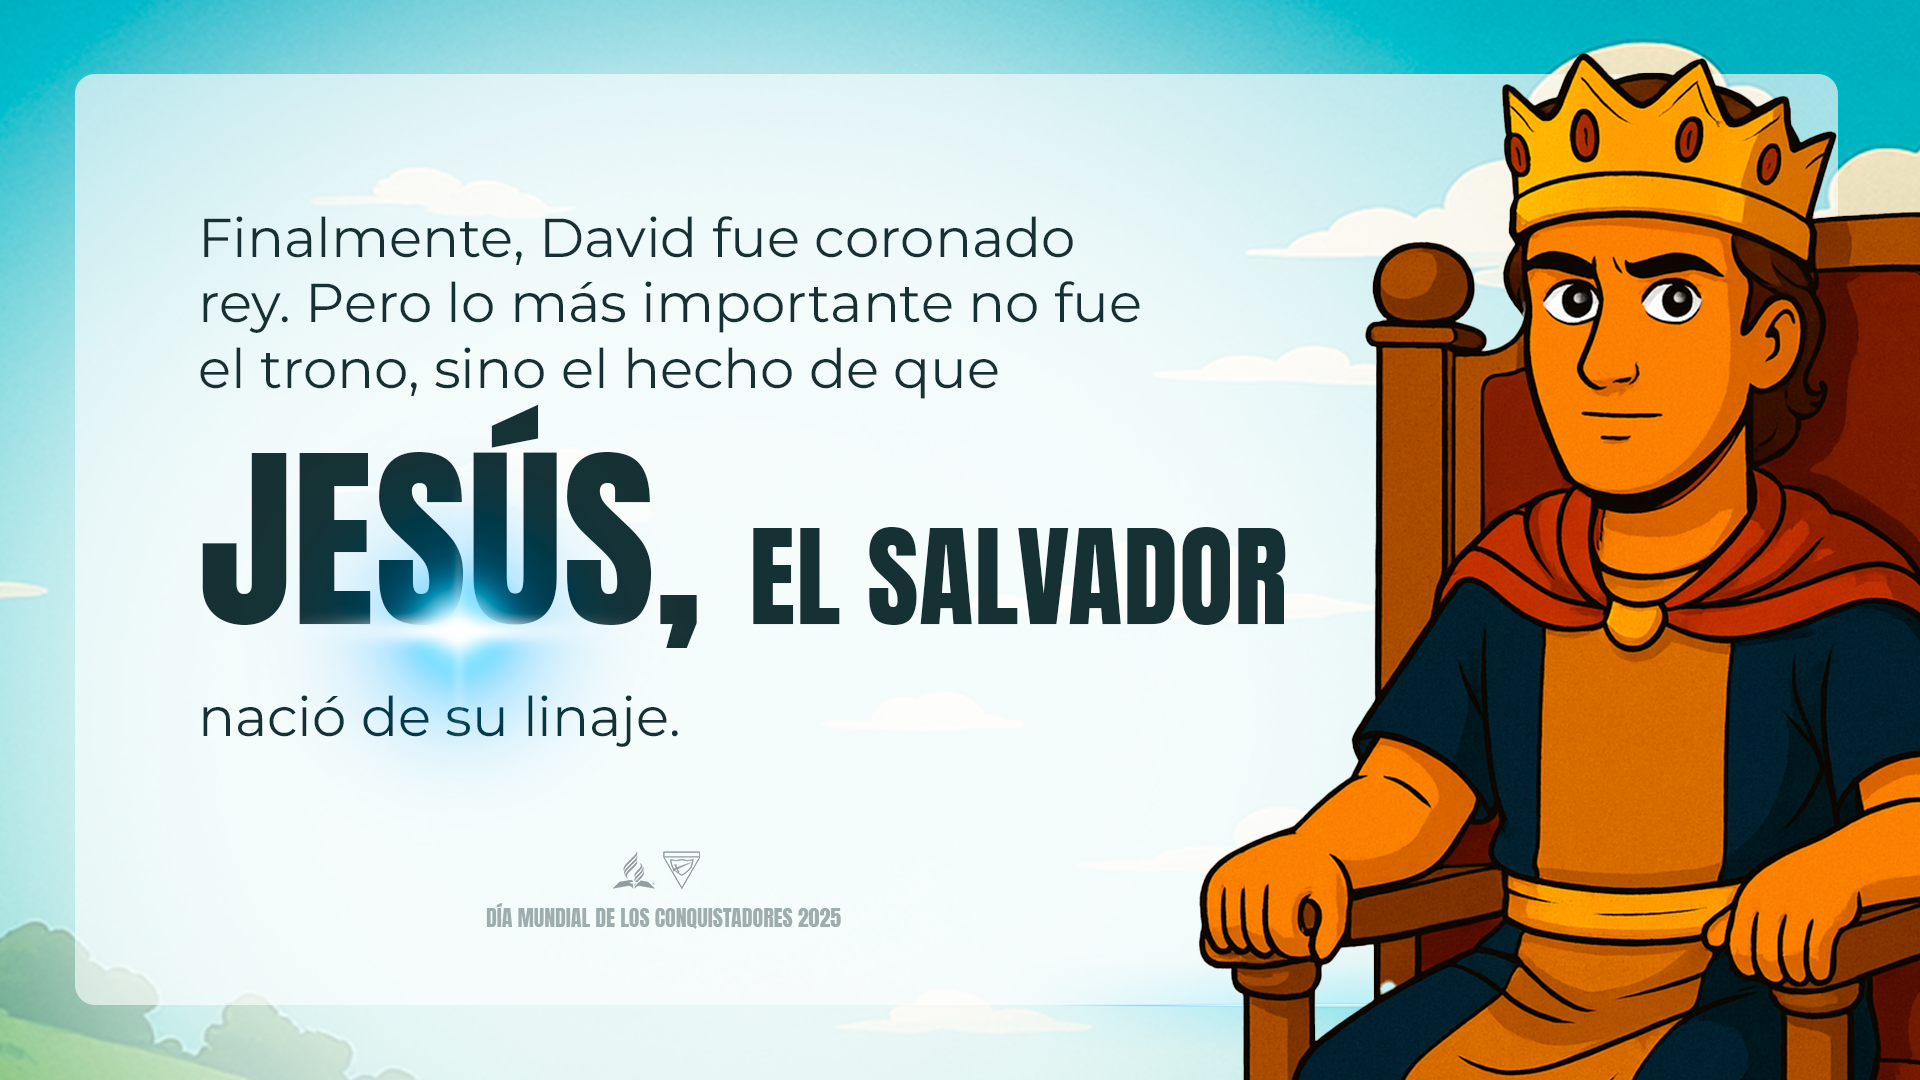 Finalmente, David fue coronado
rey. Pero lo más importante no fue
el trono, sino el hecho de que
JESÚS, EL SALVADOR
nació de su linaje.
DÍA MUNDIAL DE LOS CONQUISTADORES 2025